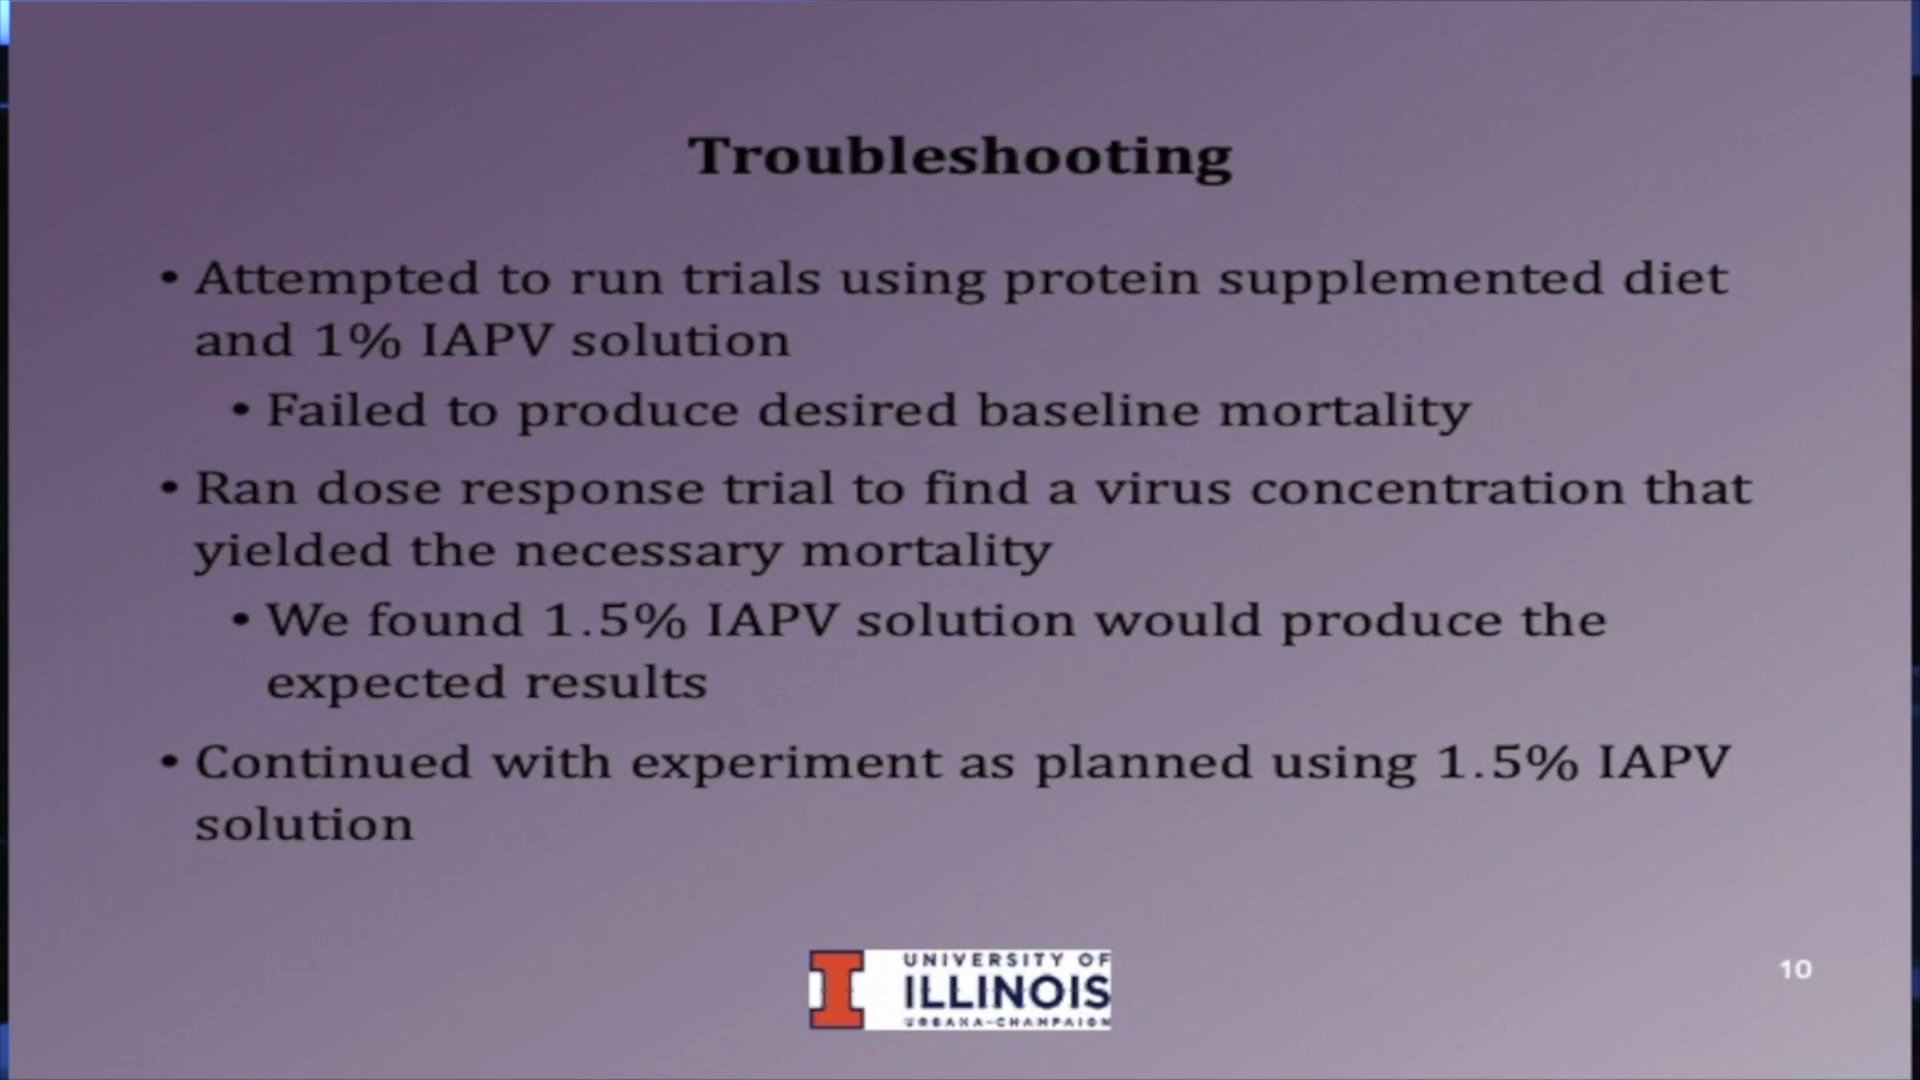 Troubleshooting
• Attempted to run trials using protein supplemented diet
and 1% IAPV solution
• Failed to produce desired baseline mortality
• Ran dose response trial to find a virus concentration that
yielded the necessary mortality
• We found 1.5% IAPV solution would produce the
expected results
• Continued with experiment as planned using 1.5% IAPV
solution
I
UNIVERSITY OF
ILLINOIS
URBANA-CHAMPAIGN
10